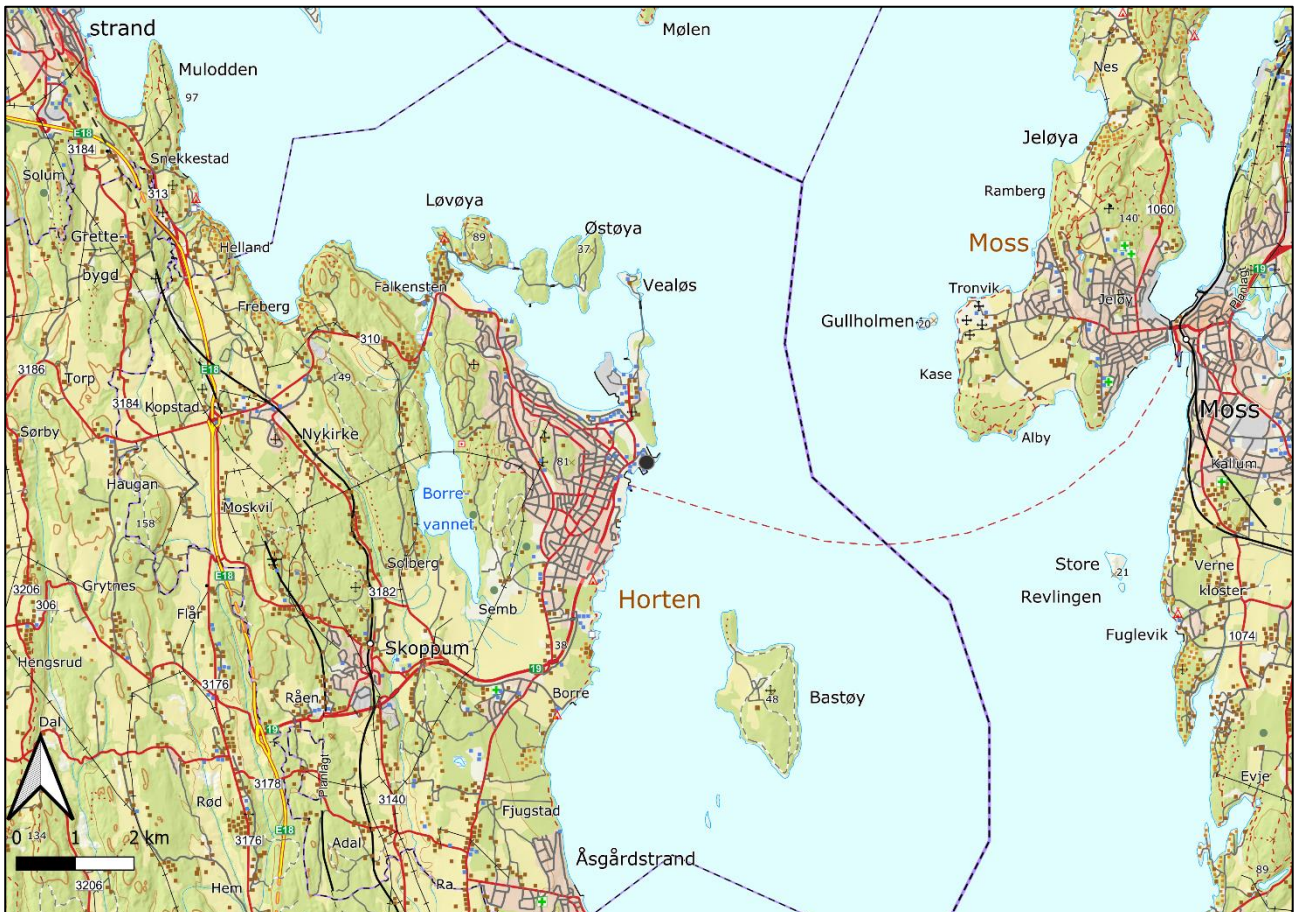 strand
Mølen
Nes
Mulodden
97
E18
3184
Jeløya
Snekkestad
Solum
313
Ramberg
Løvøya
140
1060
Grette-
89
Østøya
Helland
37
Moss
19
bygd
Planlagt
Vealøs
Falkensten
Tronvik
Jeløy
Freberg
Gullholmen
20
310
3186
E18
Torp
149
Kase
3184
Kopstad
Moss
Nykirke
Sørby
Alby
81
Kallum
Haugan
Borre-
158
Moskvil
vannet
Solberg
Store
Verne
E18
21
Grytnes
3182
kloster
3206
Revlingen
306
Semb
Horten
Flår
Fuglevik
38
1074
Skoppum
Hengsrud
19
3176
Råen
Borre
48
Bastøy
Dal
19
Planlagt
Evje
3178
3140
Rød
Fjugstad
0
1
2 km
134
E18
3176
Adal
Åsgårdstrand
89
3206
Hem
Ra